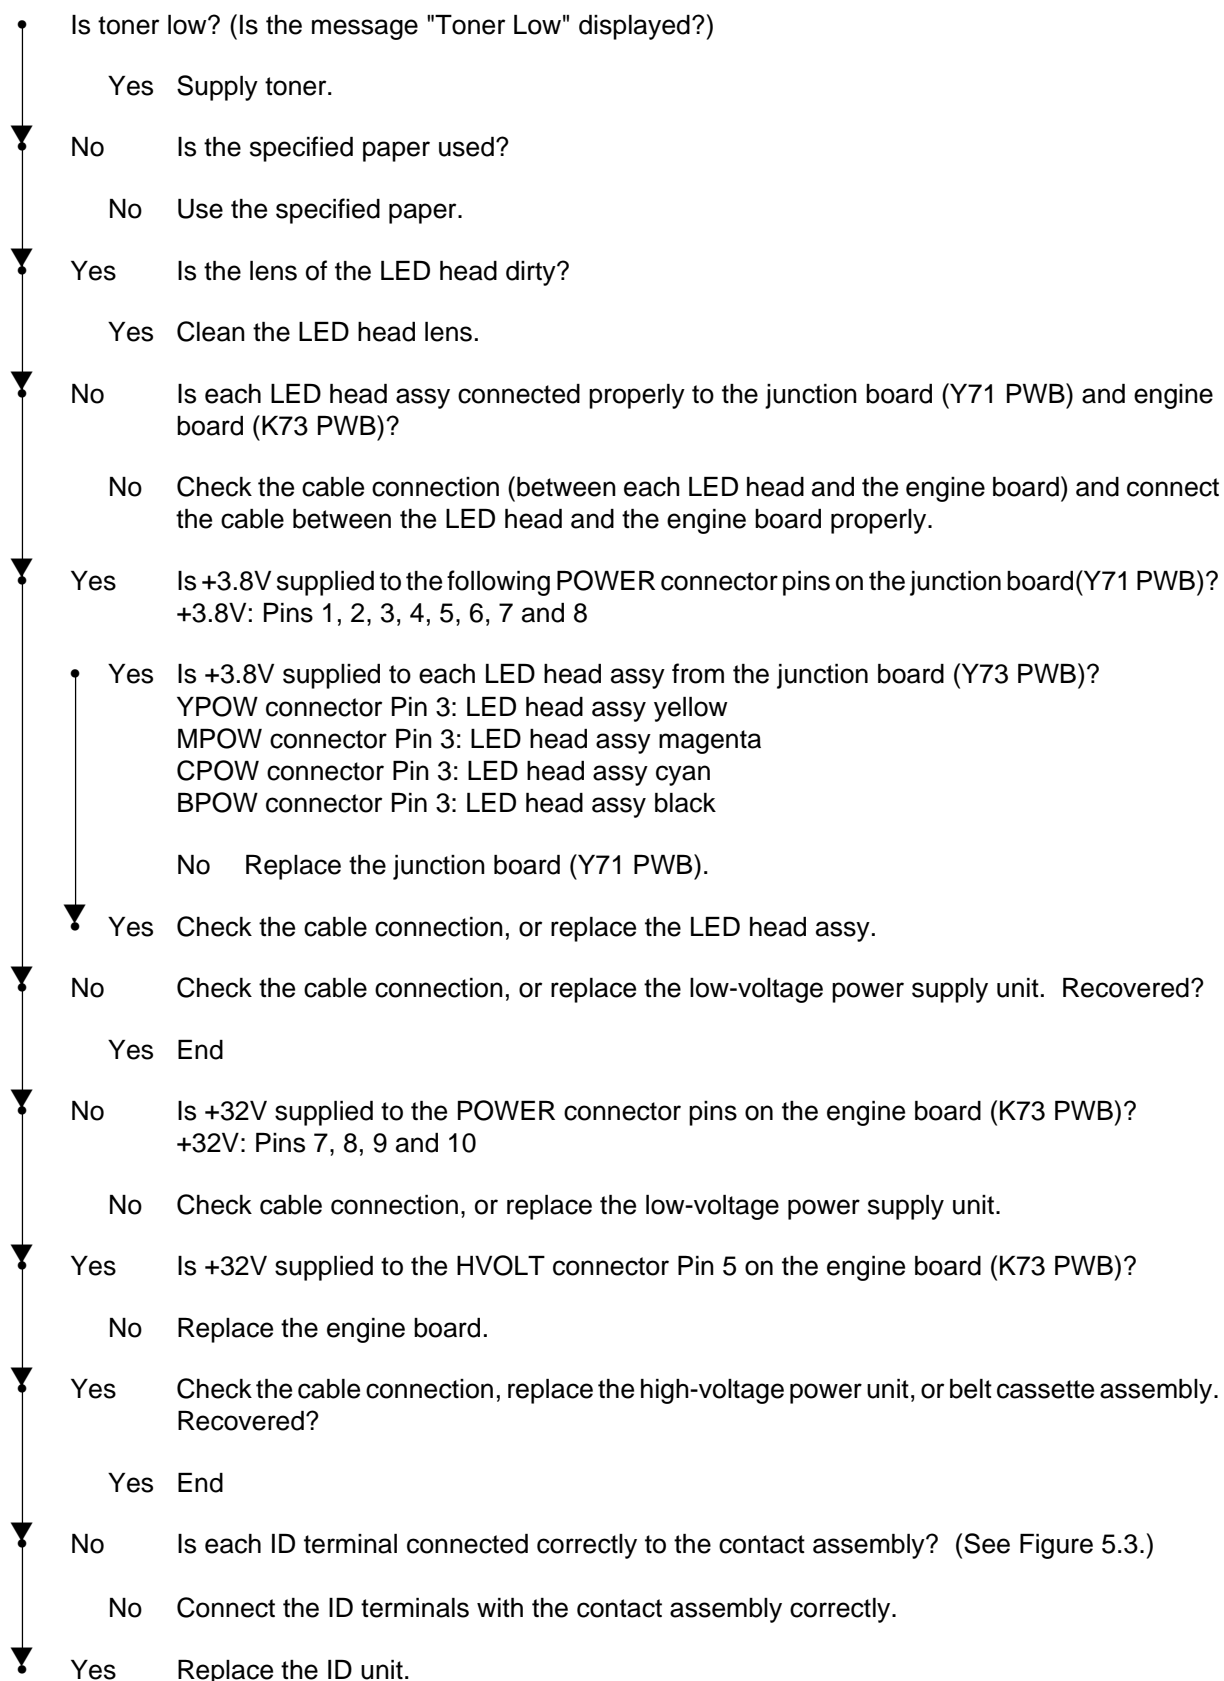 Is toner low? (Is the message "Toner Low" displayed?)
Yes Supply toner.
No Is the specified paper used?
No Use the specified paper.
Yes Is the lens of the LED head dirty?
Yes Clean the LED head lens.
No Is each LED head assy connected properly to the junction board (Y71 PWB) and engine
board (K73 PWB)?
No Check the cable connection (between each LED head and the engine board) and connect
the cable between the LED head and the engine board properly.
Yes Is +3.8V supplied to the following POWER connector pins on the junction board(Y71 PWB)?
+3.8V: Pins 1, 2, 3, 4, 5, 6, 7 and 8
Yes Is +3.8V supplied to each LED head assy from the junction board (Y73 PWB)?
YPOW connector Pin 3: LED head assy yellow
MPOW connector Pin 3: LED head assy magenta
CPOW connector Pin 3: LED head assy cyan
BPOW connector Pin 3: LED head assy black
No Replace the junction board (Y71 PWB).
Yes Check the cable connection, or replace the LED head assy.
No Check the cable connection, or replace the low-voltage power supply unit. Recovered?
Yes End
No Is +32V supplied to the POWER connector pins on the engine board (K73 PWB)?
+32V: Pins 7, 8, 9 and 10
No Check cable connection, or replace the low-voltage power supply unit.
Yes Is +32V supplied to the HVOLT connector Pin 5 on the engine board (K73 PWB)?
No Replace the engine board.
Yes Check the cable connection, replace the high-voltage power unit, or belt cassette assembly.
Recovered?
Yes End
No Is each ID terminal connected correctly to the contact assembly? (See Figure 5.3.)
No Connect the ID terminals with the contact assembly correctly.
Yes Replace the ID unit.